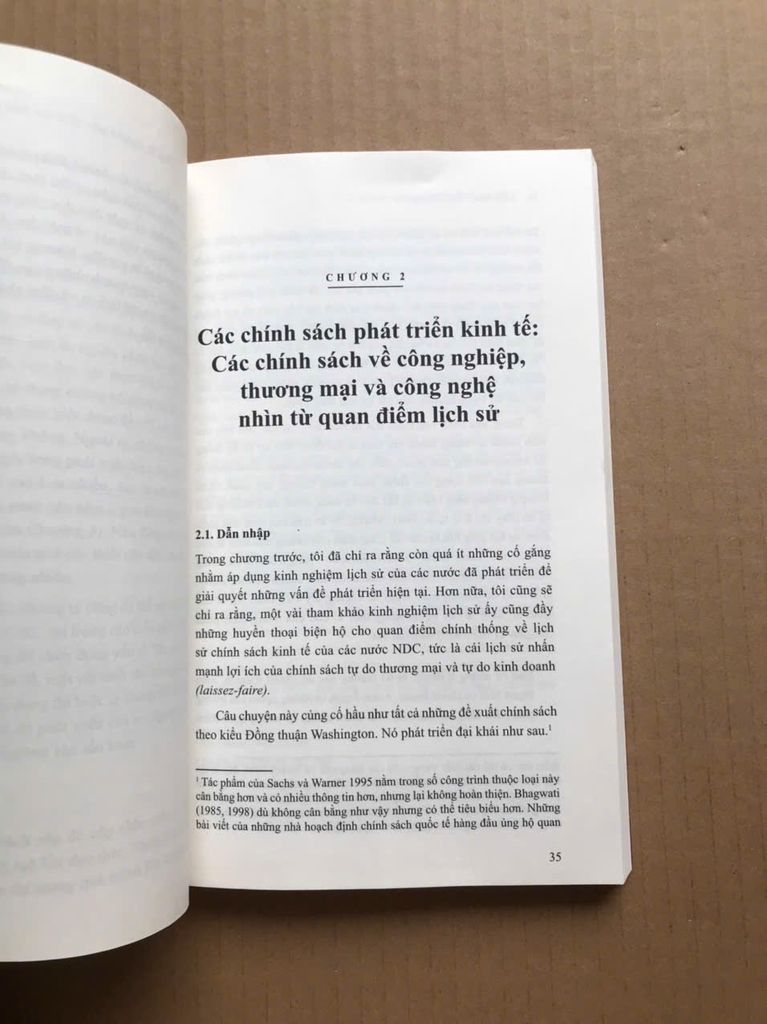 CHƯƠNG 2
Các chính sách phát triển kinh tế:
Các chính sách về công nghiệp,
thương mại và công nghệ
nhìn từ quan điểm lịch sử
2.1. Dẫn nhập
Trong chương trước, tôi đã chỉ ra rằng còn quá ít những cố gắng
nhằm áp dụng kinh nghiệm lịch sử của các nước đã phát triển để
giải quyết những vấn đề phát triển hiện tại. Hơn nữa, tôi cũng sẽ
chỉ ra rằng, một vài tham khảo kinh nghiệm lịch sử ấy cũng đầy
những huyền thoại biện hộ cho quan điểm chính thống về lịch
sử chính sách kinh tế của các nước NDC, tức là cái lịch sử nhấn
mạnh lợi ích của chính sách tự do thương mại và tự do kinh doanh
(laissez-faire).
Câu chuyện này củng cố hầu như tất cả những đề xuất chính sách
theo kiểu Đồng thuận Washington. Nó phát triển đại khái như sau.¹
¹ Tác phẩm của Sachs và Warner 1995 nằm trong số công trình thuộc loại này
cân bằng hơn và có nhiều thông tin hơn, nhưng lại không hoàn thiện. Bhagwati
(1985, 1998) dù không cân bằng như vậy nhưng có thể tiêu biểu hơn. Những
bài viết của những nhà hoạch định chính sách quốc tế hàng đầu ủng hộ quan
35